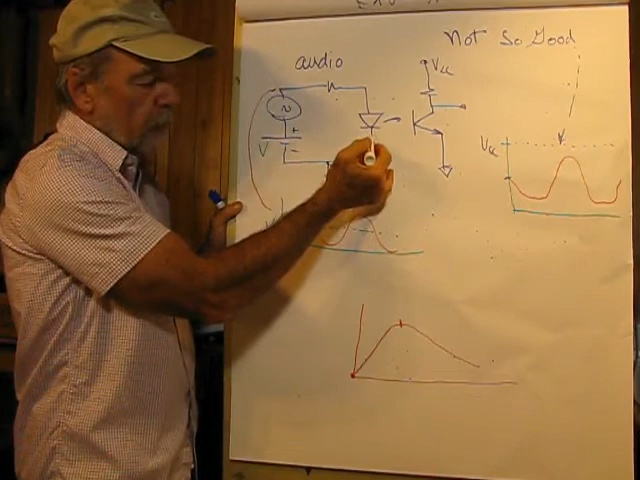 Not So Good
audio
Vcc
~
+
V
-
Vcc